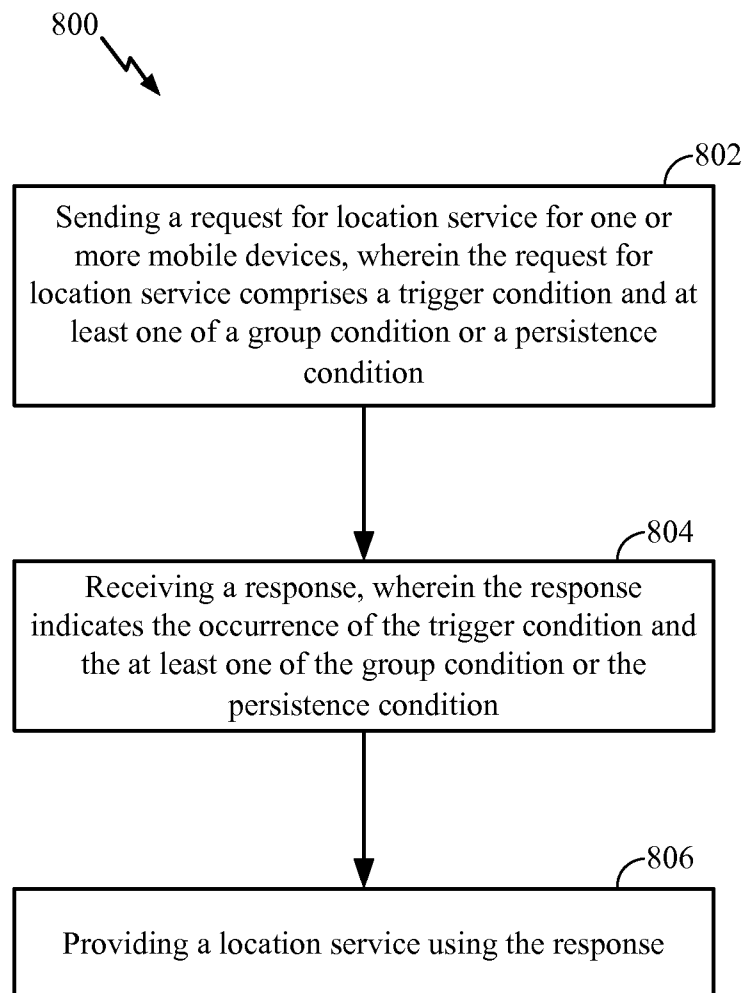 800
802
Sending a request for location service for one or
more mobile devices, wherein the request for
location service comprises a trigger condition and at
least one of a group condition or a persistence
condition
804
Receiving a response, wherein the response
indicates the occurrence of the trigger condition and
the at least one of the group condition or the
persistence condition
806
Providing a location service using the response